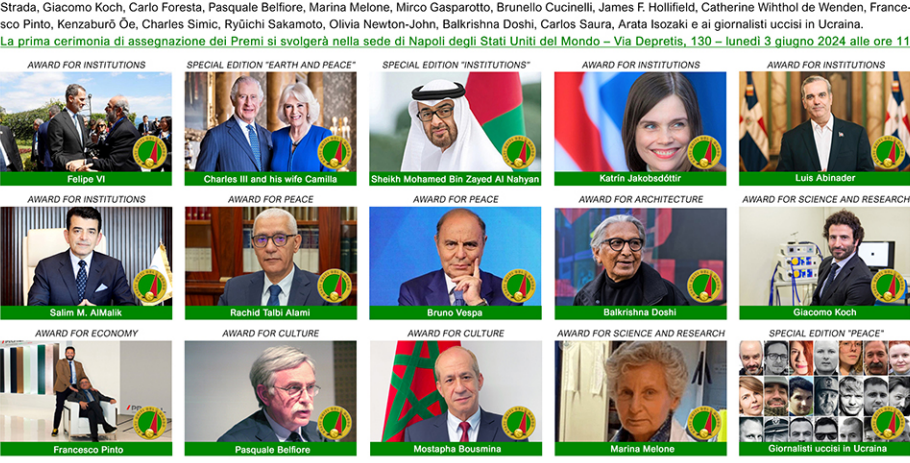 Strada, Giacomo Koch, Carlo Foresta, Pasquale Belfiore, Marina Melone, Mirco Gasparotto, Brunello Cucinelli, James F. Hollifield, Catherine Wihthol de Wenden, France-
sco Pinto, Kenzaburō Ōe, Charles Simic, Ryūichi Sakamoto, Olivia Newton-John, Balkrishna Doshi, Carlos Saura, Arata Isozaki e ai giornalisti uccisi in Ucraina.
La prima cerimonia di assegnazione dei Premi si svolgerà nella sede di Napoli degli Stati Uniti del Mondo – Via Depretis, 130 – lunedì 3 giugno 2024 alle ore 11
AWARD FOR INSTITUTIONS
SPECIAL EDITION "EARTH AND PEACE"
SPECIAL EDITION "INSTITUTIONS"
AWARD FOR INSTITUTIONS
AWARD FOR INSTITUTIONS
Felipe VI
Charles III and his wife Camilla
Sheikh Mohamed Bin Zayed Al Nahyan
Katrín Jakobsdóttir
Luis Abinader
AWARD FOR INSTITUTIONS
AWARD FOR PEACE
AWARD FOR PEACE
AWARD FOR ARCHITECTURE
AWARD FOR SCIENCE AND RESEARCH
Salim M. AlMalik
Rachid Talbi Alami
Bruno Vespa
Balkrishna Doshi
Giacomo Koch
AWARD FOR ECONOMY
AWARD FOR CULTURE
AWARD FOR CULTURE
AWARD FOR SCIENCE AND RESEARCH
SPECIAL EDITION "PEACE"
Francesco Pinto
Pasquale Belfiore
Mostapha Bousmina
Marina Melone
Giornalisti uccisi in Ucraina